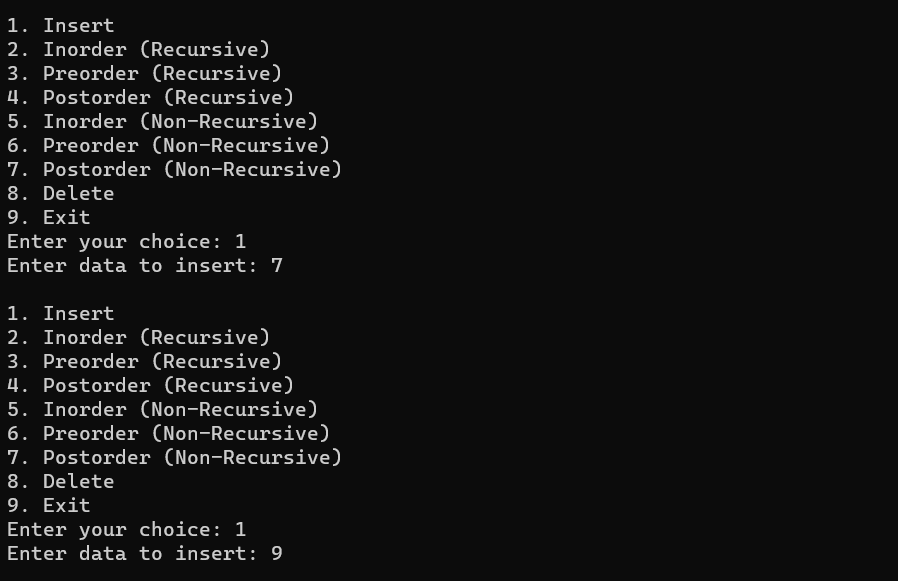 1. Insert
2. Inorder (Recursive)
3. Preorder (Recursive)
4. Postorder (Recursive)
5. Inorder (Non-Recursive)
6. Preorder (Non-Recursive)
7. Postorder (Non-Recursive)
8. Delete
9. Exit
Enter your choice: 1
Enter data to insert: 7

1. Insert
2. Inorder (Recursive)
3. Preorder (Recursive)
4. Postorder (Recursive)
5. Inorder (Non-Recursive)
6. Preorder (Non-Recursive)
7. Postorder (Non-Recursive)
8. Delete
9. Exit
Enter your choice: 1
Enter data to insert: 9